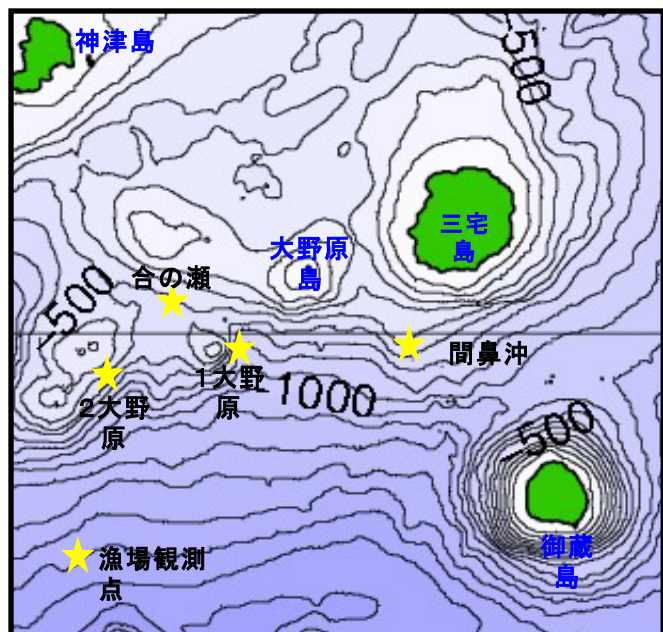 神津島
-500
三宅
島
大野原
島
合の瀬
-500
間鼻沖
1大野
原
-1000
2大野
原
-500
御蔵
島
漁場観測
点